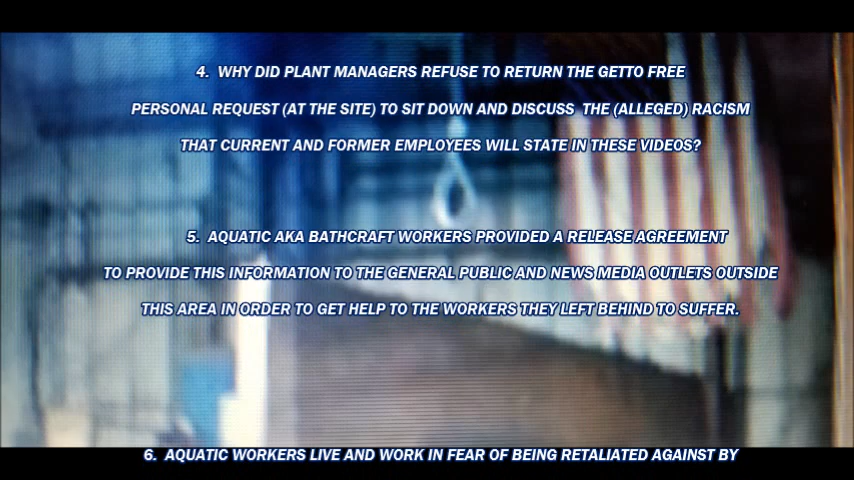 4. WHY DID PLANT MANAGERS REFUSE TO RETURN THE GETTO FREE
PERSONAL REQUEST (AT THE SITE) TO SIT DOWN AND DISCUSS THE (ALLEGED) RACISM
THAT CURRENT AND FORMER EMPLOYEES WILL STATE IN THESE VIDEOS?
5. AQUATIC AKA BATHCRAFT WORKERS PROVIDED A RELEASE AGREEMENT
TO PROVIDE THIS INFORMATION TO THE GENERAL PUBLIC AND NEWS MEDIA OUTLETS OUTSIDE
THIS AREA IN ORDER TO GET HELP TO THE WORKERS THEY LEFT BEHIND TO SUFFER.
6. AQUATIC WORKERS LIVE AND WORK IN FEAR OF BEING RETALIATED AGAINST BY